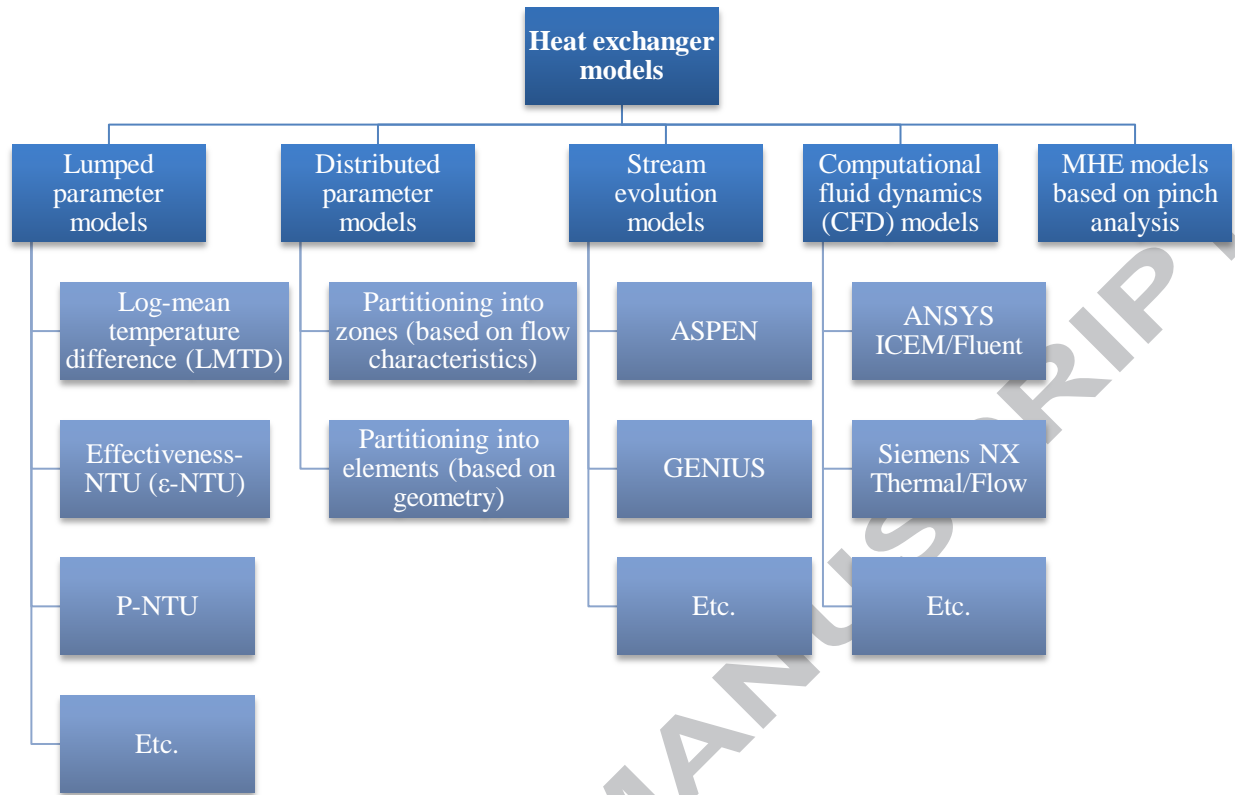 Heat exchanger
models
Lumped
parameter
models
Distributed
parameter
models
Stream
evolution
models
Computational
fluid dynamics
(CFD) models
MHE models
based on pinch
analysis
Log-mean
temperature
difference (LMTD)
Partitioning into
zones (based on flow
characteristics)
ASPEN
ANSYS
ICEM/Fluent
Effectiveness-
NTU (ε-NTU)
Partitioning into
elements (based on
geometry)
GENIUS
Siemens NX
Thermal/Flow
P-NTU
Etc.
Etc.
Etc.